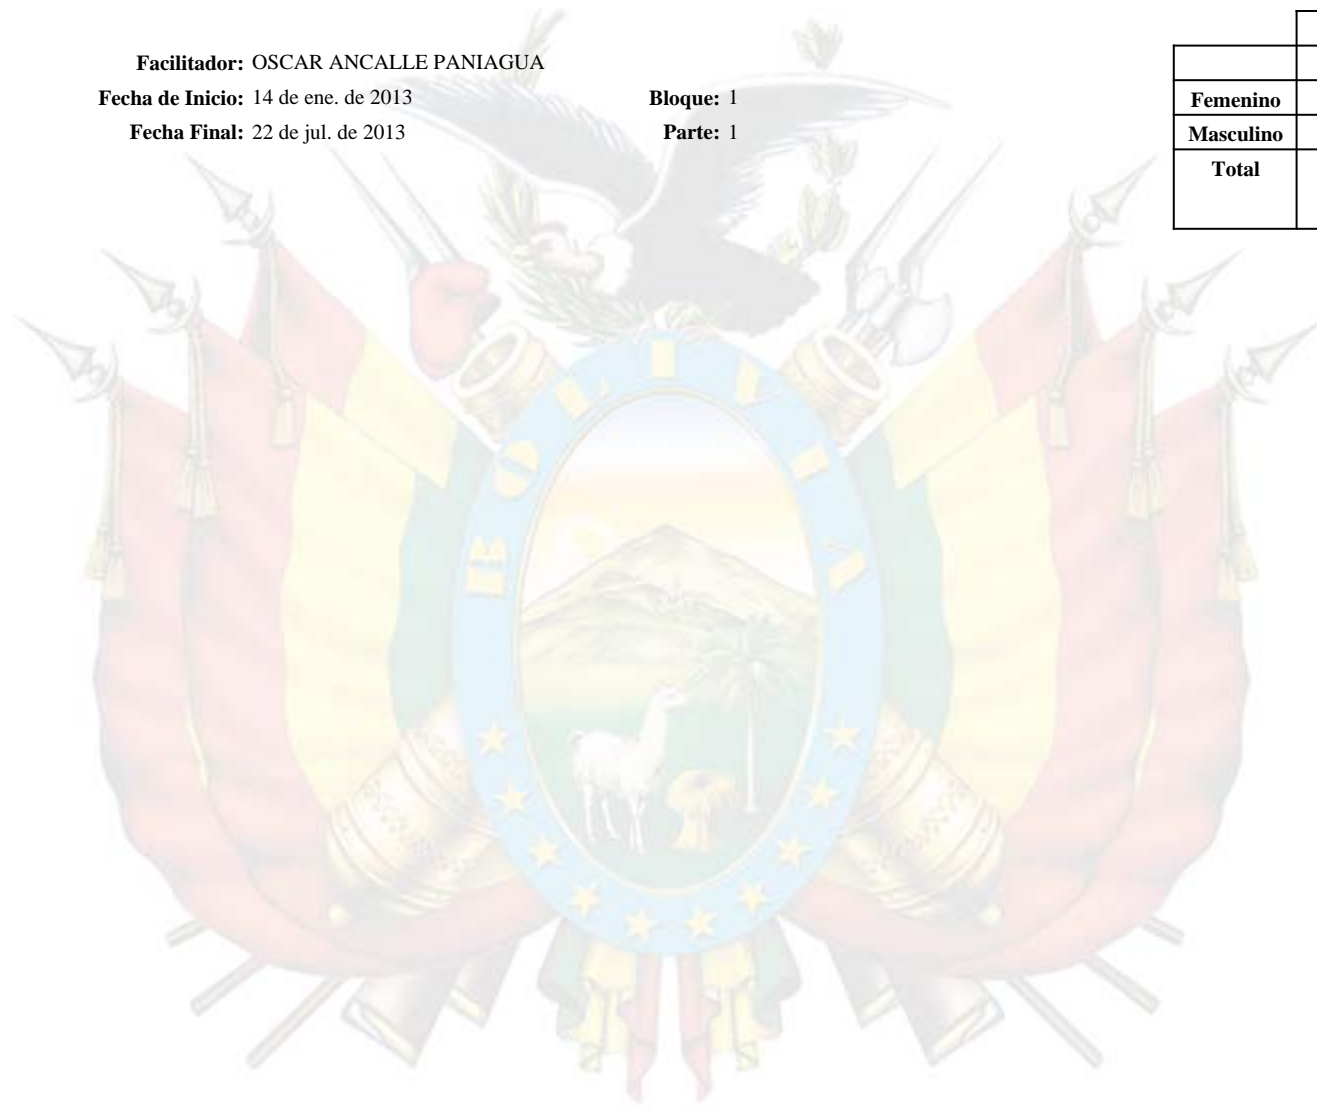 Facilitador: OSCAR ANCALLE PANIAGUA
Fecha de Inicio: 14 de ene. de 2013 Bloque: 1
Fecha Final: 22 de jul. de 2013 Parte: 1
Femenino
Masculino
Total
BOLIVIA